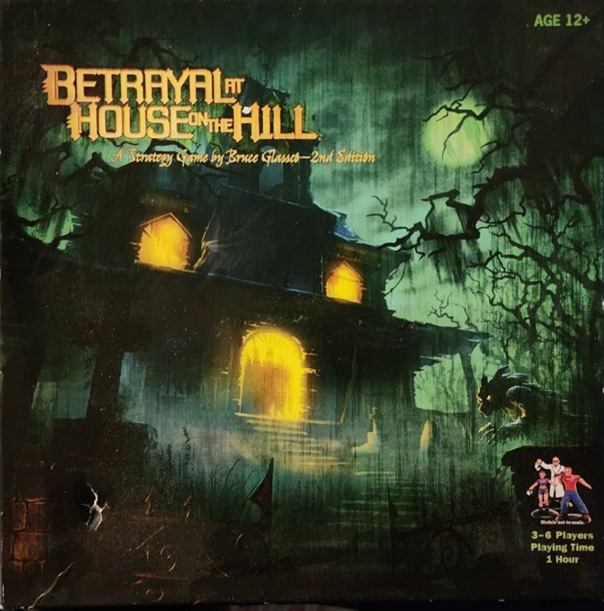 AGE 12+
BETRAYAL AT
HOUSE ON THE HILL
A Strategy Game by Bruce Glassco—2nd Edition
Models not to scale.
3-6 Players
Playing Time
1 Hour